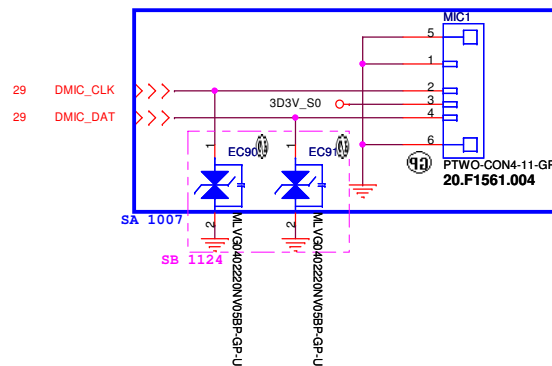 MIC1
5
1
29 DMIC_CLK
2
3D3V_S0
3
29 DMIC_DAT
4
6
1 EC90
1 EC91
GP
PTWO-CON4-11-GP
20.F1561.004
SA 1007
2
2
SB 1124
MLVG0402220NV05BP-GP-U
MLVG0402220NV05BP-GP-U